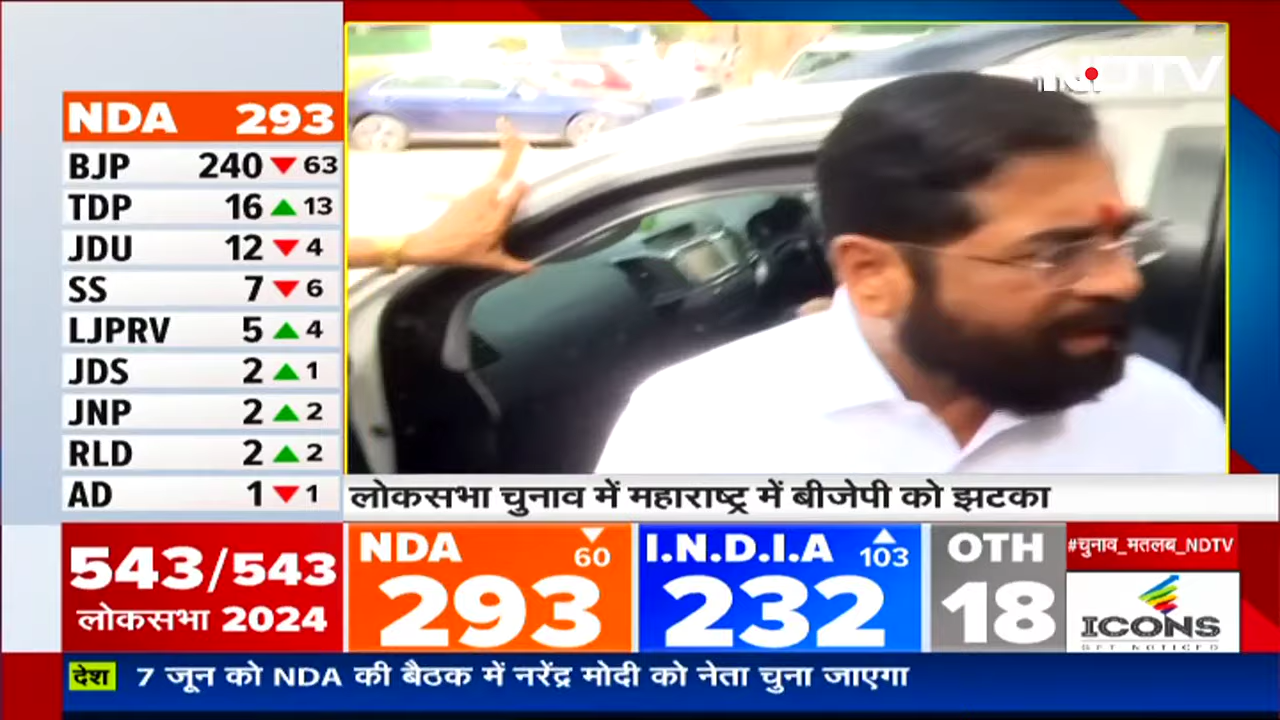 NDTV
NDA 293
BJP 240 ▼ 63
TDP 16 ▲ 13
JDU 12 ▼ 4
SS 7 ▼ 6
LJPRV 5 ▲ 4
JDS 2 ▲ 1
JNP 2 ▲ 2
RLD 2 ▲ 2
AD 1 ▼ 1
लोकसभा चुनाव में महाराष्ट्र में बीजेपी को झटका
543/543
लोकसभा 2024
NDA ▼ 60
293
I.N.D.I.A ▲ 103
232
OTH
18
#चुनाव_मतलब_NDTV
ICONS
GET NOTICED
देश 7 जून को NDA की बैठक में नरेंद्र मोदी को नेता चुना जाएगा